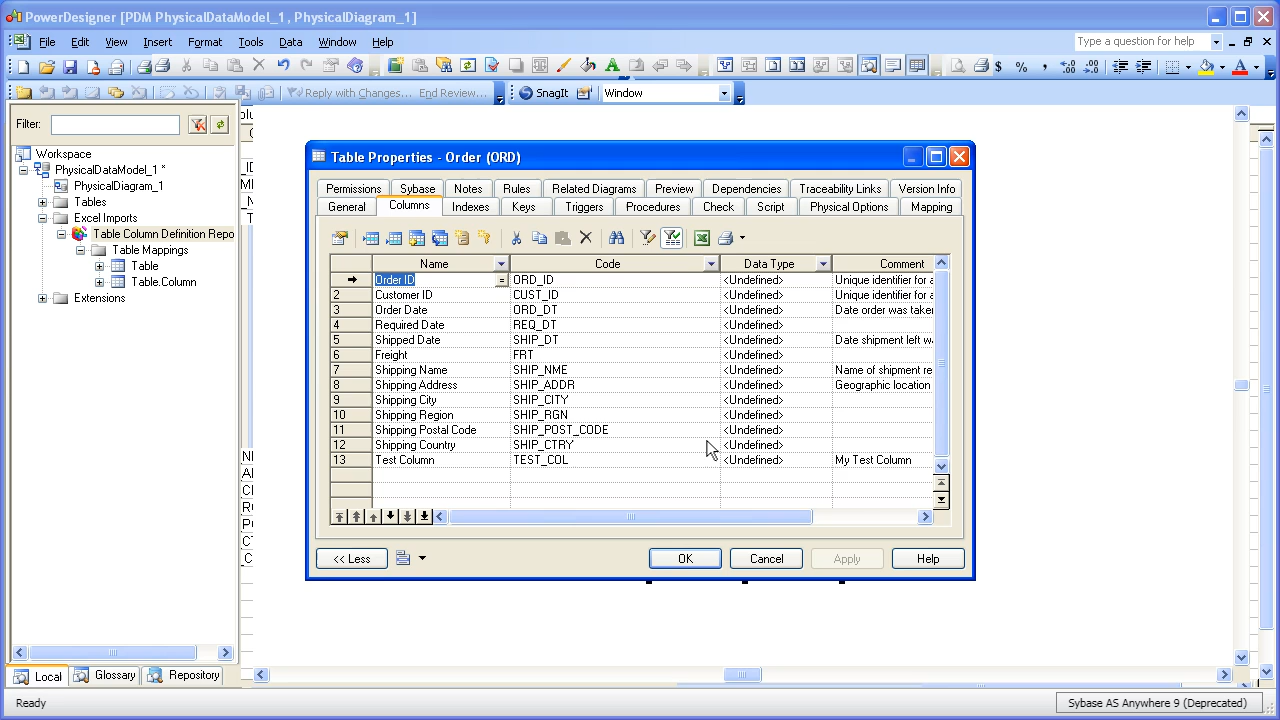 PowerDesigner [PDM PhysicalDataModel_1, PhysicalDiagram_1]
File Edit View Insert Format Tools Data Window Help
Type a question for help
Reply with Changes... End Review...
SnagIt Window
Filter:
Workspace
PhysicalDataModel_1 *
PhysicalDiagram_1
Tables
Excel Imports
Table Column Definition Repo
Table Mappings
Table
Table.Column
Extensions
Local Glossary Repository
Table Properties - Order (ORD)
Permissions Sybase Notes Rules Related Diagrams Preview Dependencies Traceability Links Version Info
General Columns Indexes Keys Triggers Procedures Check Script Physical Options Mapping
Name Code Data Type Comment
Order ID = ORD_ID <Undefined> Unique identifier for a
2 Customer ID CUST_ID <Undefined> Unique identifier for a
3 Order Date ORD_DT <Undefined> Date order was taken
4 Required Date REQ_DT <Undefined>
5 Shipped Date SHIP_DT <Undefined> Date shipment left w
6 Freight FRT <Undefined>
7 Shipping Name SHIP_NME <Undefined> Name of shipment re
8 Shipping Address SHIP_ADDR <Undefined> Geographic location
9 Shipping City SHIP_CITY <Undefined>
10 Shipping Region SHIP_RGN <Undefined>
11 Shipping Postal Code SHIP_POST_CODE <Undefined>
12 Shipping Country SHIP_CTRY <Undefined>
13 Test Column TEST_COL <Undefined> My Test Column
<< Less OK Cancel Apply Help
Ready
Sybase AS Anywhere 9 (Deprecated)